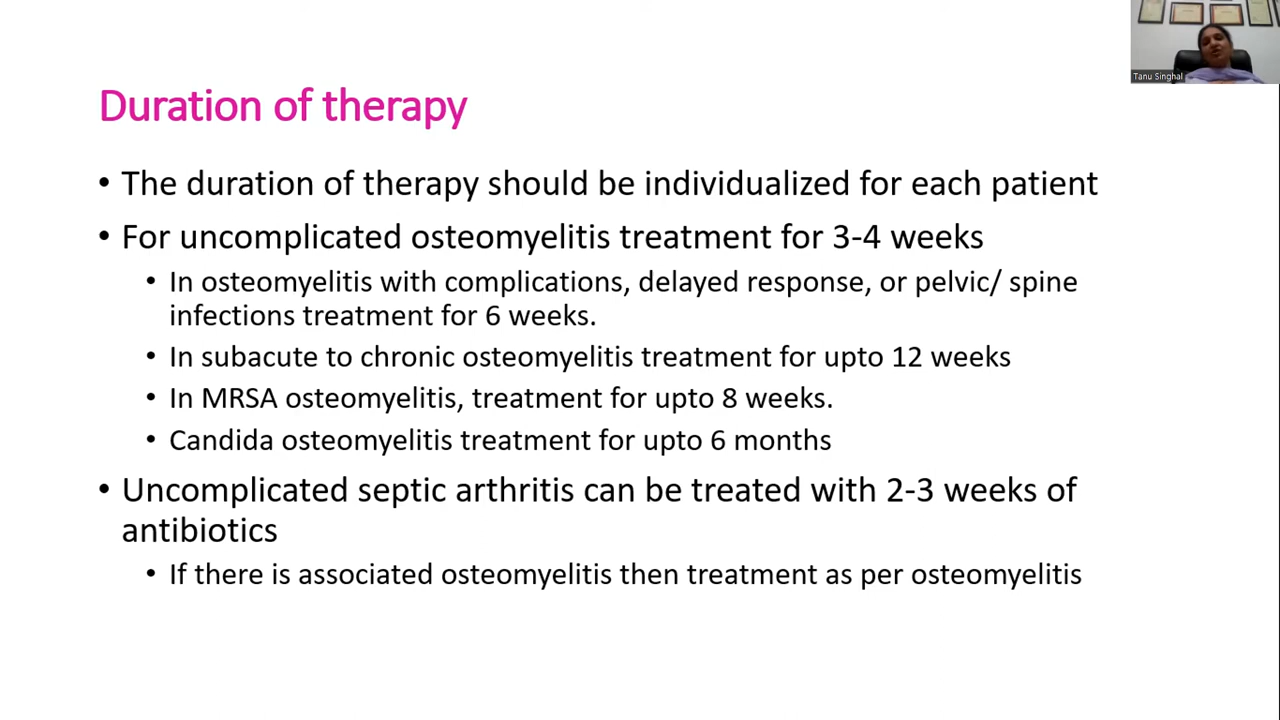 Tanu Singhal
Duration of therapy
• The duration of therapy should be individualized for each patient
• For uncomplicated osteomyelitis treatment for 3-4 weeks
• In osteomyelitis with complications, delayed response, or pelvic/ spine
infections treatment for 6 weeks.
• In subacute to chronic osteomyelitis treatment for upto 12 weeks
• In MRSA osteomyelitis, treatment for upto 8 weeks.
• Candida osteomyelitis treatment for upto 6 months
• Uncomplicated septic arthritis can be treated with 2-3 weeks of
antibiotics
• If there is associated osteomyelitis then treatment as per osteomyelitis